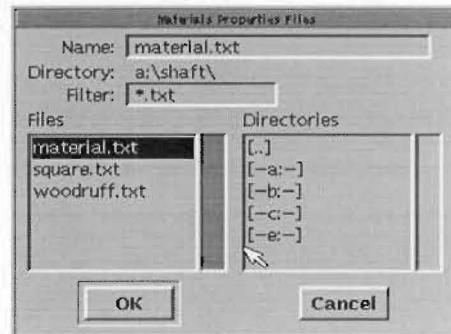 Materials Properties Files
Name: material.txt
Directory: a:\shaft\
Filter: *.txt
Files Directories
material.txt [..]
square.txt [-a:-]
woodruff.txt [-b:-]
[-c:-]
[-e:-]
OK Cancel